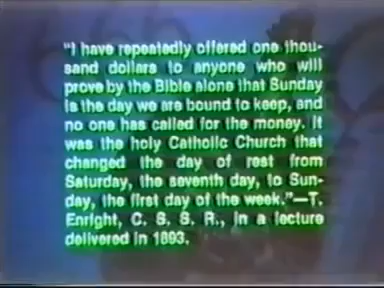 "I have repeatedly offered one thou-
sand dollars to anyone who will
prove by the Bible alone that Sunday
is the day we are bound to keep, and
no one has called for the money. It
was the holy Catholic Church that
changed the day of rest from
Saturday, the seventh day, to Sun-
day, the first day of the week."—T.
Enright, C. S. S. R., in a lecture
delivered in 1893.